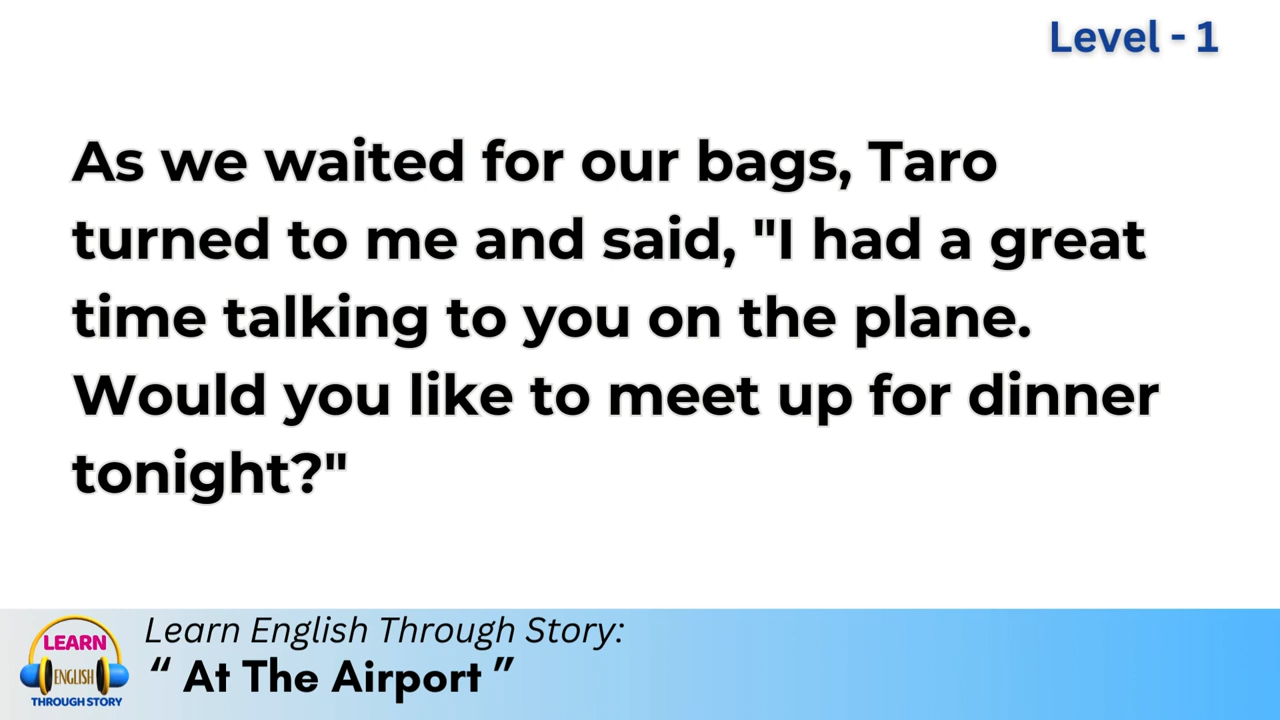 Level - 1
As we waited for our bags, Taro
turned to me and said, "I had a great
time talking to you on the plane.
Would you like to meet up for dinner
tonight?"
LEARN
ENGLISH
THROUGH STORY
Learn English Through Story:
“ At The Airport ”